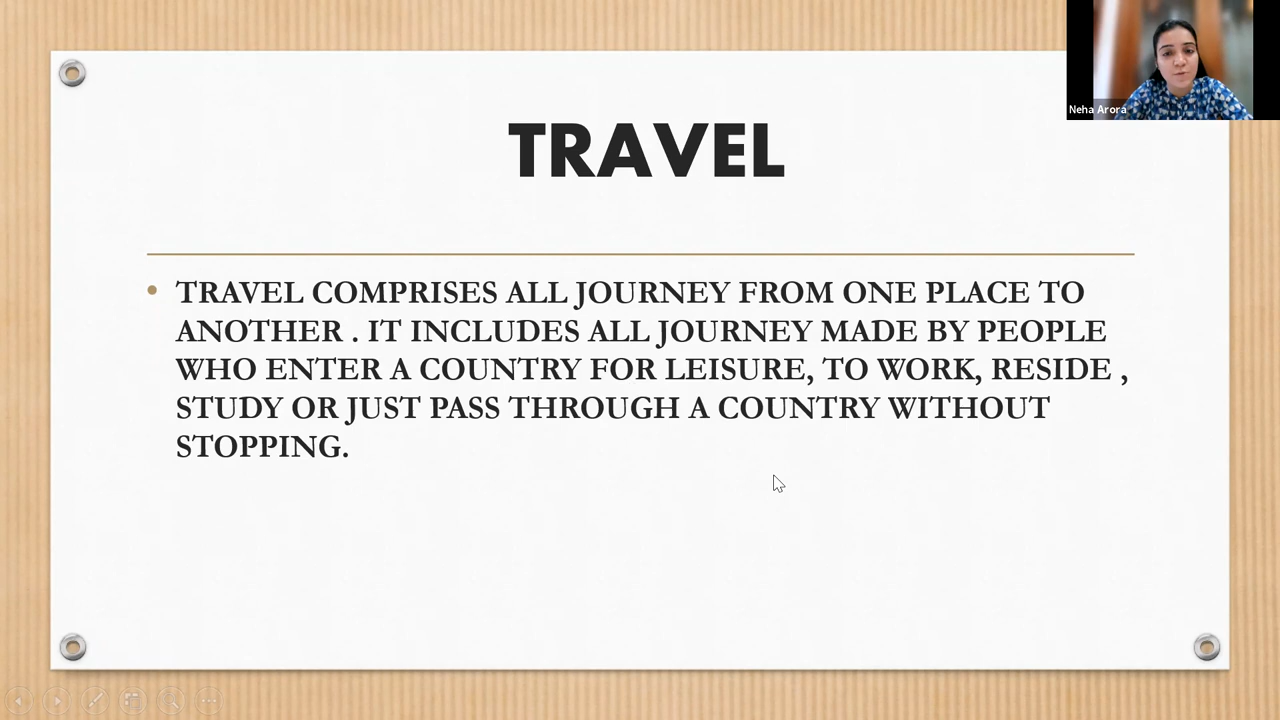 Neha Arora
TRAVEL
• TRAVEL COMPRISES ALL JOURNEY FROM ONE PLACE TO
ANOTHER . IT INCLUDES ALL JOURNEY MADE BY PEOPLE
WHO ENTER A COUNTRY FOR LEISURE, TO WORK, RESIDE ,
STUDY OR JUST PASS THROUGH A COUNTRY WITHOUT
STOPPING.